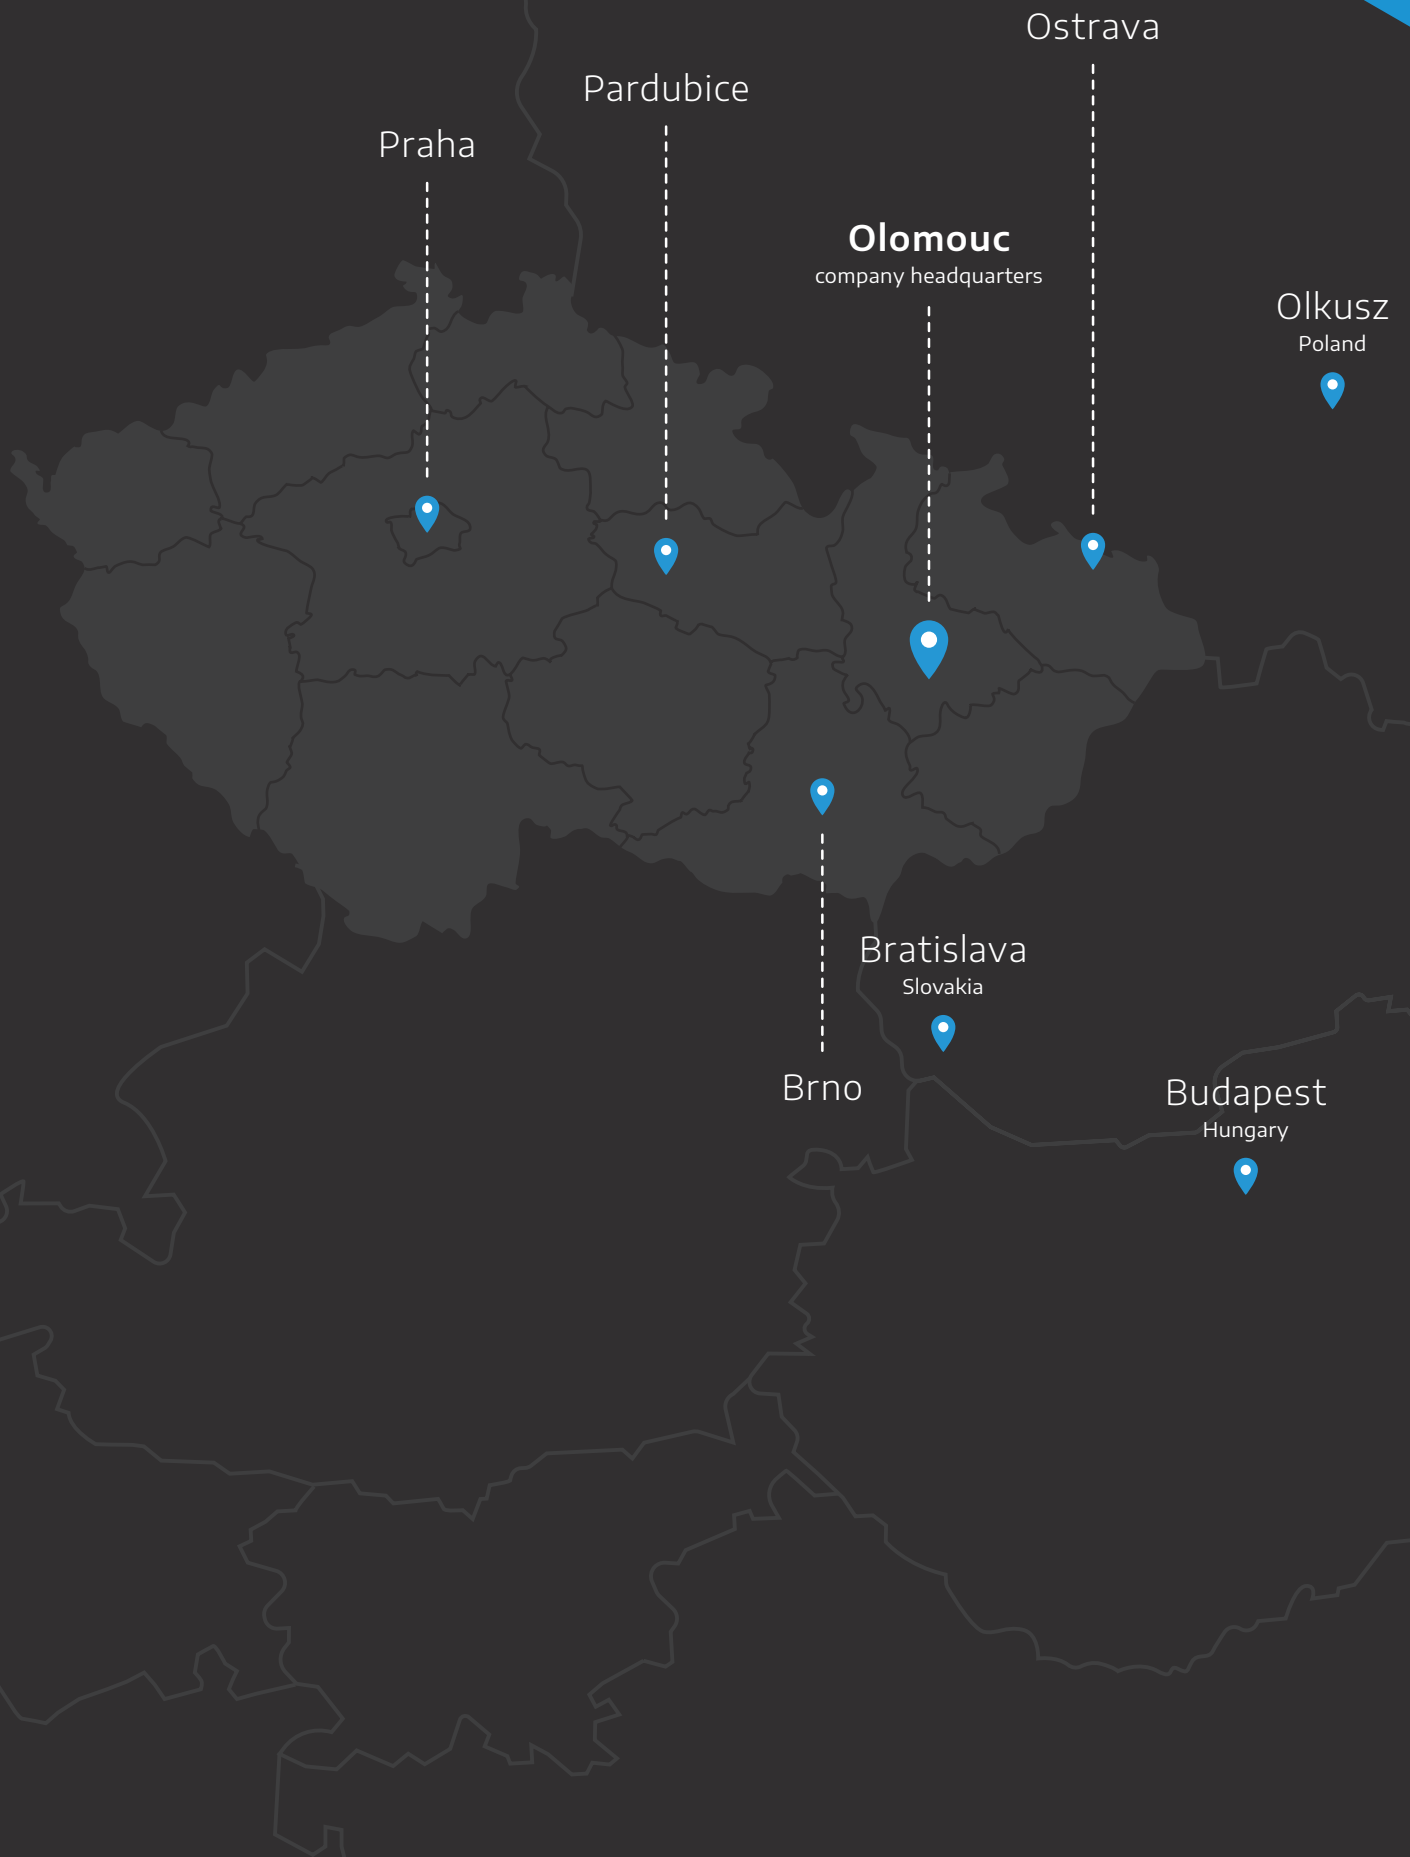 Ostrava
Pardubice
Praha
Olomouc
company headquarters
Olkusz
Poland
Bratislava
Slovakia
Brno
Budapest
Hungary